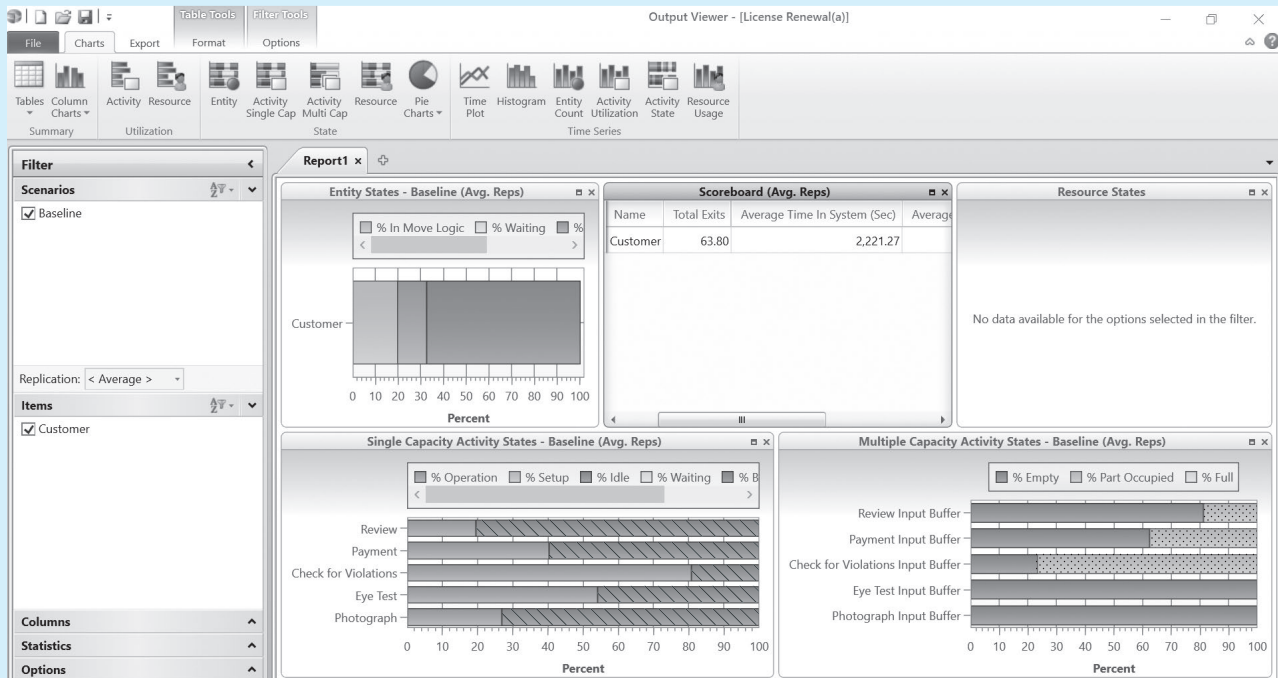 Table Tools Filter Tools
Output Viewer - [License Renewal(a)]
File Charts Export Format Options
Tables Column Charts Activity Resource Entity Activity Single Cap Activity Multi Cap Resource Pie Charts Time Plot Histogram Entity Count Activity Utilization Activity State Resource Usage
Summary Utilization State Time Series
Filter
Scenarios
Baseline
Replication: < Average >
Items
Customer
Columns
Statistics
Options
Report1
Entity States - Baseline (Avg. Reps)
% In Move Logic % Waiting %
Customer
0 10 20 30 40 50 60 70 80 90 100
Percent
Scoreboard (Avg. Reps)
Name Total Exits Average Time In System (Sec) Average
Customer 63.80 2,221.27
Resource States
No data available for the options selected in the filter.
Single Capacity Activity States - Baseline (Avg. Reps)
% Operation % Setup % Idle % Waiting % B
Review
Payment
Check for Violations
Eye Test
Photograph
0 10 20 30 40 50 60 70 80 90 100
Percent
Multiple Capacity Activity States - Baseline (Avg. Reps)
% Empty % Part Occupied % Full
Review Input Buffer
Payment Input Buffer
Check for Violations Input Buffer
Eye Test Input Buffer
Photograph Input Buffer
0 10 20 30 40 50 60 70 80 90 100
Percent